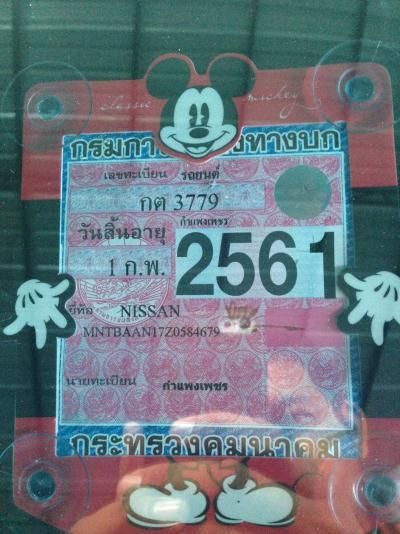 classic mickey
กรมการ ทางบก
เลขทะเบียน รถยนต์
กต 3779
กำแพงเพชร
วันสิ้นอายุ
1 ก.พ. 2561
ยี่ห้อ NISSAN
MNTBAAN17Z0584679
นายทะเบียน กำแพงเพชร
กระทรวงคมนาคม